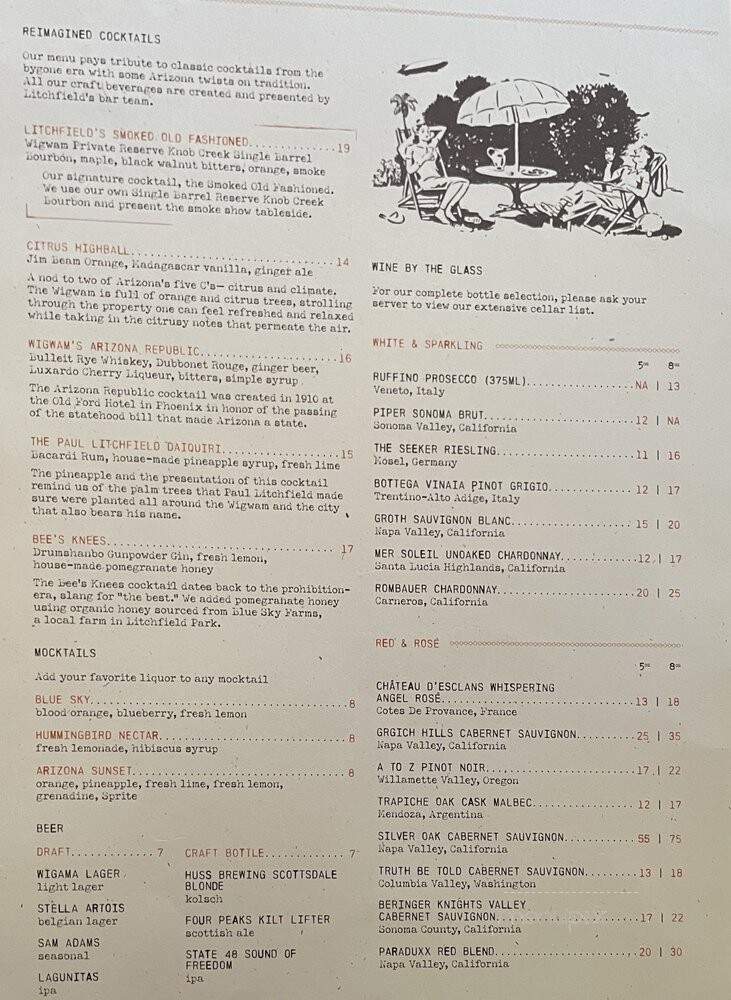 REIMAGINED COCKTAILS
Our menu pays tribute to classic cocktails from the
bygone era with some Arizona twists on tradition.
All our craft beverages are created and presented by
Litchfield's bar team.
LITCHFIELD'S SMOKED OLD FASHIONED..............19
Wigwam Private Reserve Knob Creek Single Barrel
Bourbon, maple, black walnut bitters, orange, smoke
Our signature cocktail, the Smoked Old Fashioned.
We use our own Single Barrel Reserve Knob Creek
Bourbon and present the smoke show tableside.
CITRUS HIGHBALL..............................14
Jim Beam Orange, Madagascar vanilla, ginger ale
A nod to two of Arizona's five C's— citrus and climate.
The Wigwam is full of orange and citrus trees, strolling
through the property one can feel refreshed and relaxed
while taking in the citrusy notes that permeate the air.
WIGWAM'S ARIZONA REPUBLIC....................16
Bulleit Rye Whiskey, Dubbonet Rouge, ginger beer,
Luxardo Cherry Liqueur, bitters, simple syrup
The Arizona Republic cocktail was created in 1910 at
the Old Ford Hotel in Phoenix in honor of the passing
of the statehood bill that made Arizona a state.
THE PAUL LITCHFIELD DAIQUIRI.................15
Bacardi Rum, house-made pineapple syrup, fresh lime
The pineapple and the presentation of this cocktail
remind us of the palm trees that Paul Litchfield made
sure were planted all around the Wigwam and the city
that also bears his name.
BEE'S KNEES..................................17
Drumshanbo Gunpowder Gin, fresh lemon,
house-made pomegranate honey
The Bee's Knees cocktail dates back to the prohibition-
era, slang for "the best." We added pomegranate honey
using organic honey sourced from Blue Sky Farms,
a local farm in Litchfield Park.
MOCKTAILS
Add your favorite liquor to any mocktail
BLUE SKY.....................................8
blood orange, blueberry, fresh lemon
HUMMINGBIRD NECTAR...........................8
fresh lemonade, hibiscus syrup
ARIZONA SUNSET...............................8
orange, pineapple, fresh lime, fresh lemon,
grenadine, Sprite
BEER
DRAFT............7
WIGAMA LAGER
light lager
STELLA ARTOIS
belgian lager
SAM ADAMS
seasonal
LAGUNITAS
ipa
CRAFT BOTTLE............7
HUSS BREWING SCOTTSDALE
BLONDE
kolsch
FOUR PEAKS KILT LIFTER
scottish ale
STATE 48 SOUND OF
FREEDOM
ipa
WINE BY THE GLASS
For our complete bottle selection, please ask your
server to view our extensive cellar list.
WHITE & SPARKLING
5oz 8oz
RUFFINO PROSECCO (375ML)...............NA | 13
Veneto, Italy
PIPER SONOMA BRUT......................12 | NA
Sonoma Valley, California
THE SEEKER RIESLING....................11 | 16
Mosel, Germany
BOTTEGA VINAIA PINOT GRIGIO............12 | 17
Trentino-Alto Adige, Italy
GROTH SAUVIGNON BLANC..................15 | 20
Napa Valley, California
MER SOLEIL UNOAKED CHARDONNAY..........12 | 17
Santa Lucia Highlands, California
ROMBAUER CHARDONNAY....................20 | 25
Carneros, California
RED & ROSÉ
5oz 8oz
CHÂTEAU D'ESCLANS WHISPERING
ANGEL ROSÉ.............................13 | 18
Cotes De Provance, France
GRGICH HILLS CABERNET SAUVIGNON........25 | 35
Napa Valley, California
A TO Z PINOT NOIR......................17 | 22
Willamette Valley, Oregon
TRAPICHE OAK CASK MALBEC...............12 | 17
Mendoza, Argentina
SILVER OAK CABERNET SAUVIGNON..........55 | 75
Napa Valley, California
TRUTH BE TOLD CABERNET SAUVIGNON.......13 | 18
Columbia Valley, Washington
BERINGER KNIGHTS VALLEY
CABERNET SAUVIGNON.....................17 | 22
Sonoma County, California
PARADUXX RED BLEND.....................20 | 30
Napa Valley, California